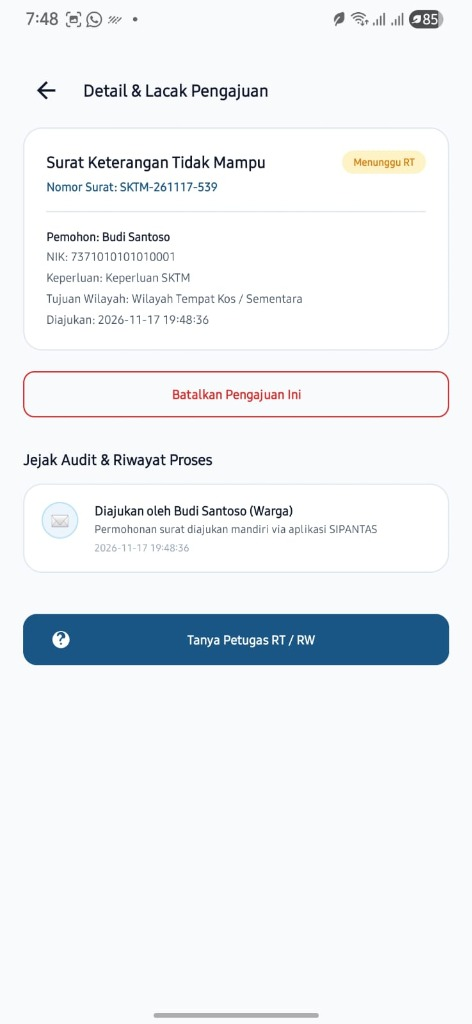 7:48
85
Detail & Lacak Pengajuan
Surat Keterangan Tidak Mampu
Menunggu RT
Nomor Surat: SKTM-261117-539
Pemohon: Budi Santoso
NIK: 7371010101010001
Keperluan: Keperluan SKTM
Tujuan Wilayah: Wilayah Tempat Kos / Sementara
Diajukan: 2026-11-17 19:48:36
Batalkan Pengajuan Ini
Jejak Audit & Riwayat Proses
Diajukan oleh Budi Santoso (Warga)
Permohonan surat diajukan mandiri via aplikasi SIPANTAS
2026-11-17 19:48:36
Tanya Petugas RT / RW